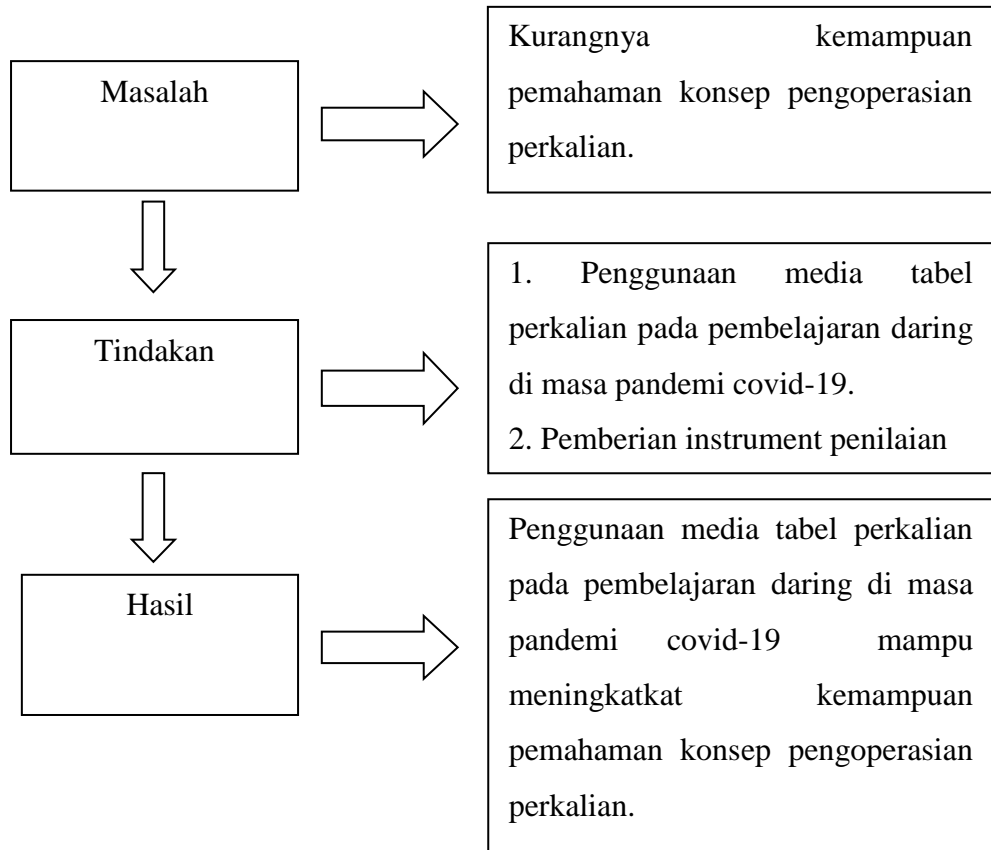 Masalah
Kurangnya kemampuan
pemahaman konsep pengoperasian
perkalian.
Tindakan
1. Penggunaan media tabel
perkalian pada pembelajaran daring
di masa pandemi covid-19.
2. Pemberian instrument penilaian
Hasil
Penggunaan media tabel perkalian
pada pembelajaran daring di masa
pandemi covid-19 mampu
meningkatkat kemampuan
pemahaman konsep pengoperasian
perkalian.